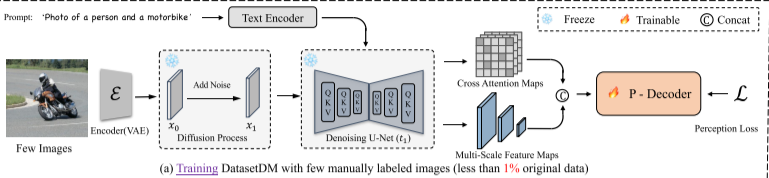 Prompt: 'Photo of a person and a motorbike'
Text Encoder
Freeze
Trainable
C Concat
ε
Encoder(VAE)
Few Images
x0
Add Noise
x1
Diffusion Process
Q K V
Q K V
Q K V
Q K V
Q K V
Q K V
Denoising U-Net (t1)
Cross Attention Maps
C
Multi-Scale Feature Maps
P - Decoder
L
Perception Loss
(a) Training DatasetDM with few manually labeled images (less than 1% original data)